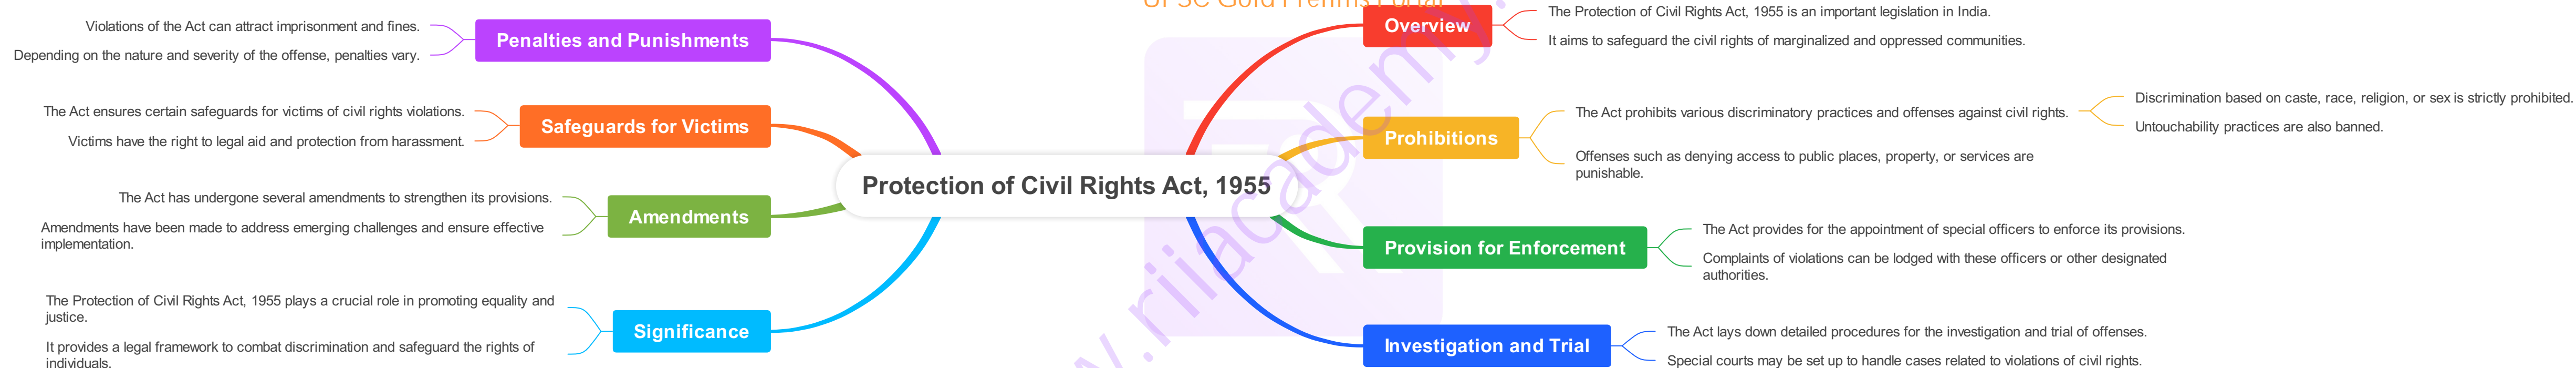 UPSC Gold Prelims Portal
Protection of Civil Rights Act, 1955
Overview
The Protection of Civil Rights Act, 1955 is an important legislation in India.
It aims to safeguard the civil rights of marginalized and oppressed communities.
Prohibitions
The Act prohibits various discriminatory practices and offenses against civil rights.
Discrimination based on caste, race, religion, or sex is strictly prohibited.
Untouchability practices are also banned.
Offenses such as denying access to public places, property, or services are
punishable.
Provision for Enforcement
The Act provides for the appointment of special officers to enforce its provisions.
Complaints of violations can be lodged with these officers or other designated
authorities.
Investigation and Trial
The Act lays down detailed procedures for the investigation and trial of offenses.
Special courts may be set up to handle cases related to violations of civil rights.
Penalties and Punishments
Violations of the Act can attract imprisonment and fines.
Depending on the nature and severity of the offense, penalties vary.
Safeguards for Victims
The Act ensures certain safeguards for victims of civil rights violations.
Victims have the right to legal aid and protection from harassment.
Amendments
The Act has undergone several amendments to strengthen its provisions.
Amendments have been made to address emerging challenges and ensure effective
implementation.
Significance
The Protection of Civil Rights Act, 1955 plays a crucial role in promoting equality and
justice.
It provides a legal framework to combat discrimination and safeguard the rights of
individuals.